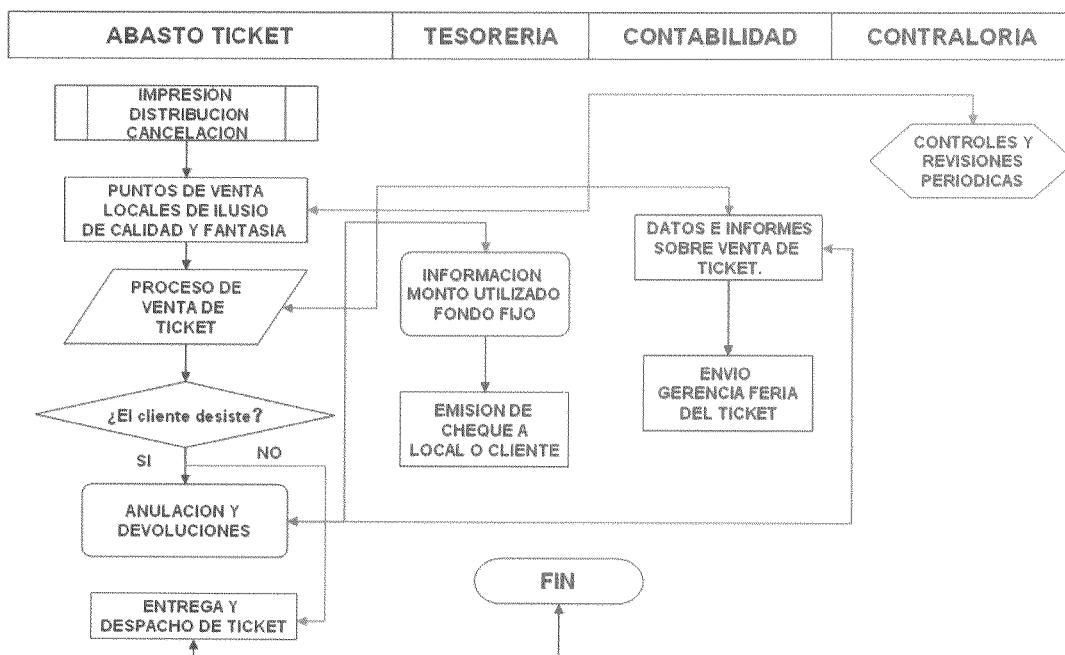 ABASTO TICKET
TESORERIA
CONTABILIDAD
CONTRALORIA
IMPRESIÓN
DISTRIBUCION
CANCELACION
CONTROLES Y
REVISIONES
PERIODICAS
PUNTOS DE VENTA
LOCALES DE ILUSIO
DE CALIDAD Y FANTASIA
DATOS E INFORMES
SOBRE VENTA DE
TICKET.
INFORMACION
MONTO UTILIZADO
FONDO FIJO
PROCESO DE
VENTA DE
TICKET
ENVIO
GERENCIA FERIA
DEL TICKET
EMISION DE
CHEQUE A
LOCAL O CLIENTE
¿El cliente desiste?
SI
NO
ANULACION Y
DEVOLUCIONES
FIN
ENTREGA Y
DESPACHO DE TICKET